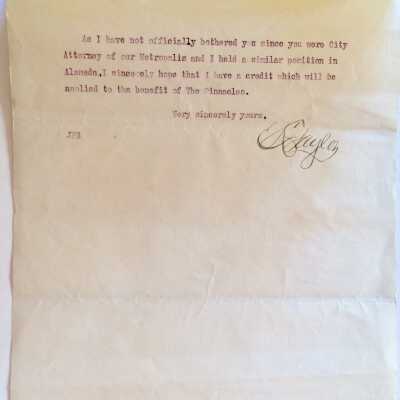 As I have not officially bothered you since you were City
Attorney of our Metropolis and I held a similar position in
Alameda, I sincerely hope that I have a credit which will be
applied to the benefit of The Pinnacles.
Very sincerely yours,